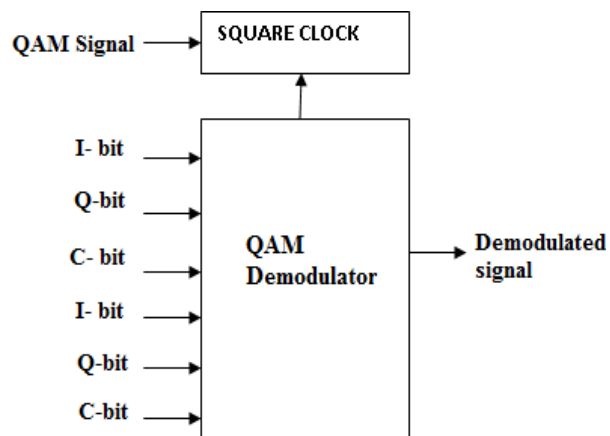 SQUARE CLOCK
QAM Signal
I- bit
Q-bit
C- bit
I- bit
Q-bit
C-bit
QAM
Demodulator
Demodulated
signal